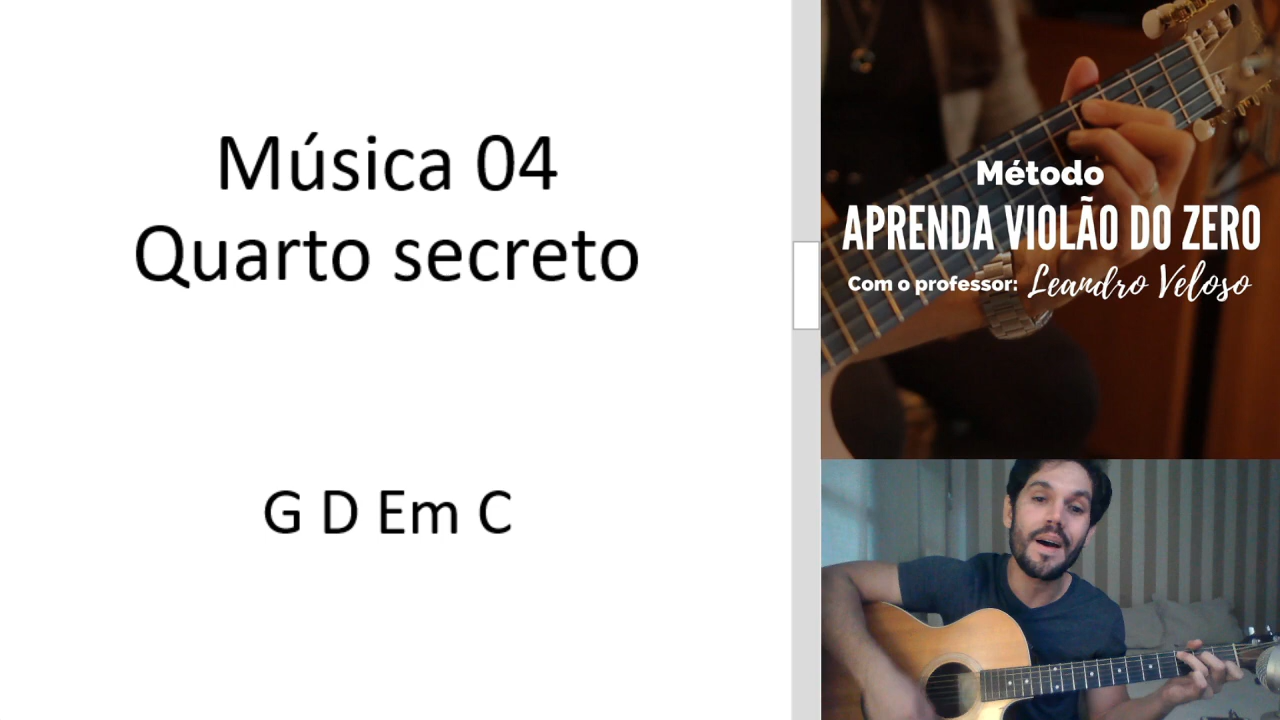 Música 04
Quarto secreto
G D Em C
Método
APRENDA VIOLÃO DO ZERO
Com o professor: Leandro Veloso